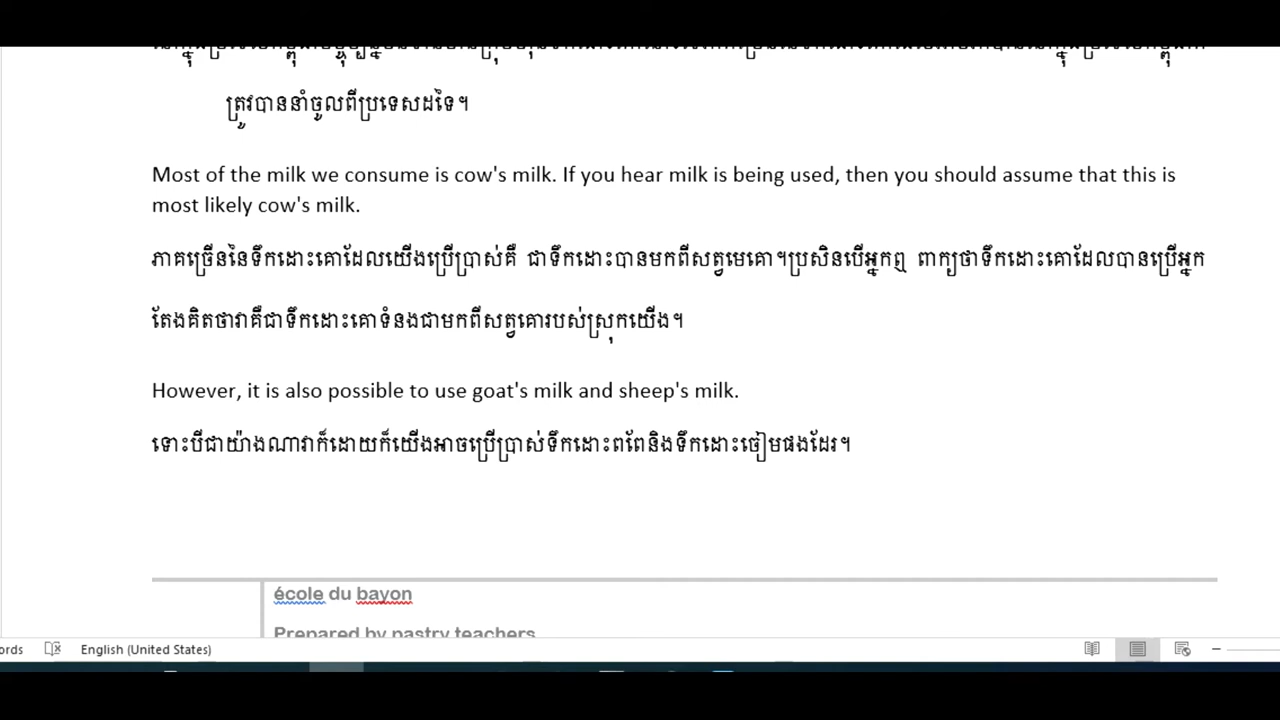 ត្រូវបាននាំចូលពីប្រទេសដទៃ។
Most of the milk we consume is cow's milk. If you hear milk is being used, then you should assume that this is
most likely cow's milk.
ភាគច្រើននៃទឹកដោះគោដែលយើងប្រើប្រាស់គឺ ជាទឹកដោះបានមកពីសត្វមេគោ។ប្រសិនបើអ្នកឮ ពាក្យថាទឹកដោះគោដែលបានប្រើអ្នក
តែងគិតថាវាគឺជាទឹកដោះគោទំនងជាមកពីសត្វគោរបស់ស្រុកយើង។
However, it is also possible to use goat's milk and sheep's milk.
ទោះបីជាយ៉ាងណាវាក៏ដោយក៏យើងអាចប្រើប្រាស់ទឹកដោះពពែនិងទឹកដោះចៀមផងដែរ។
école du bayon
Prepared by pastry teachers
ords English (United States)